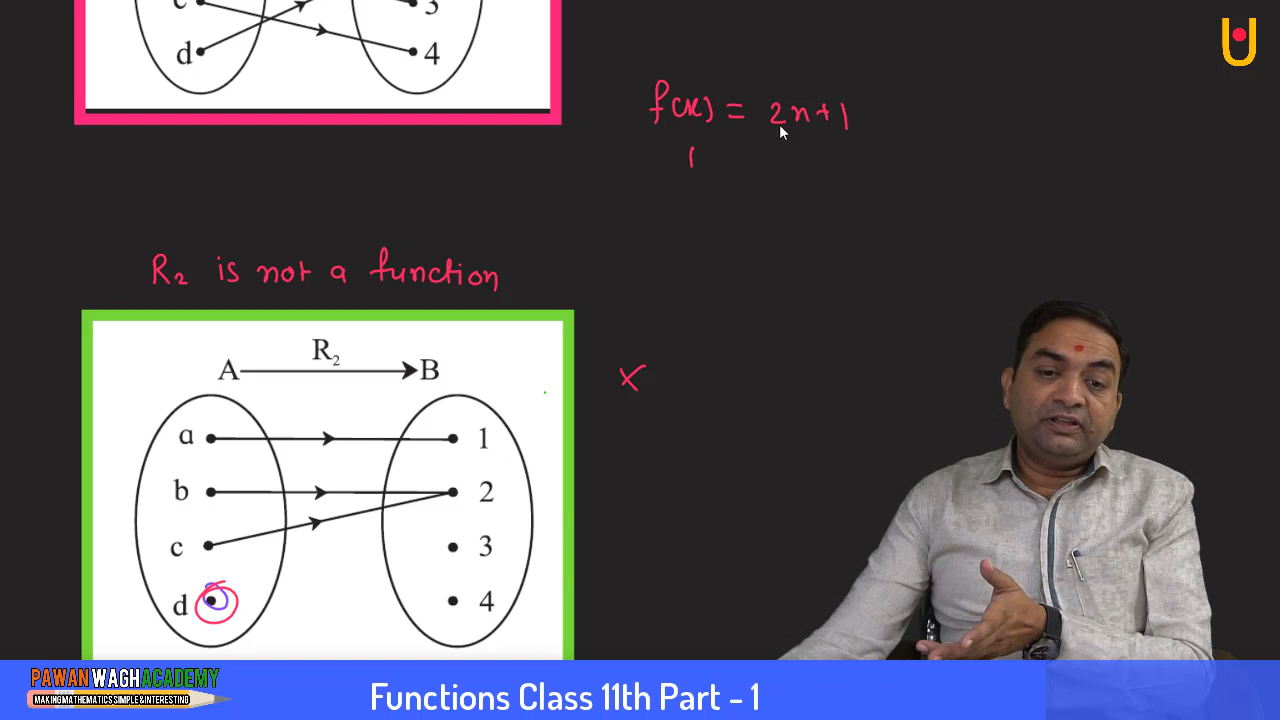 3
d 4
f(x) = 2n+1
1
R₂ is not a function
R₂
A B
a 1
b 2
c 3
d 4
PAWAN WAGH ACADEMY
MAKING MATHEMATICS SIMPLE & INTERESTING
Functions Class 11th Part - 1